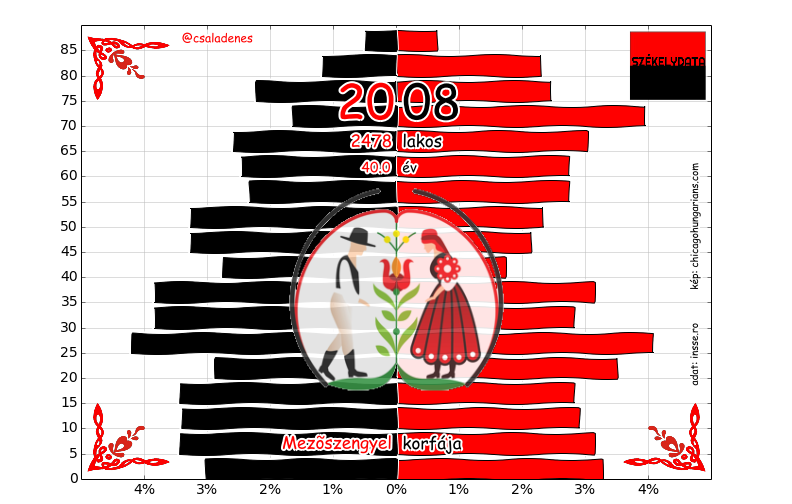 @csaladenes
SZÉKELYDATA
2008
2478 lakos
40.0 év
kép: chicagohungarians.com
adat: insse.ro
Mezőszengyel korfája
85
80
75
70
65
60
55
50
45
40
35
30
25
20
15
10
5
0
4% 3% 2% 1% 0% 1% 2% 3% 4%